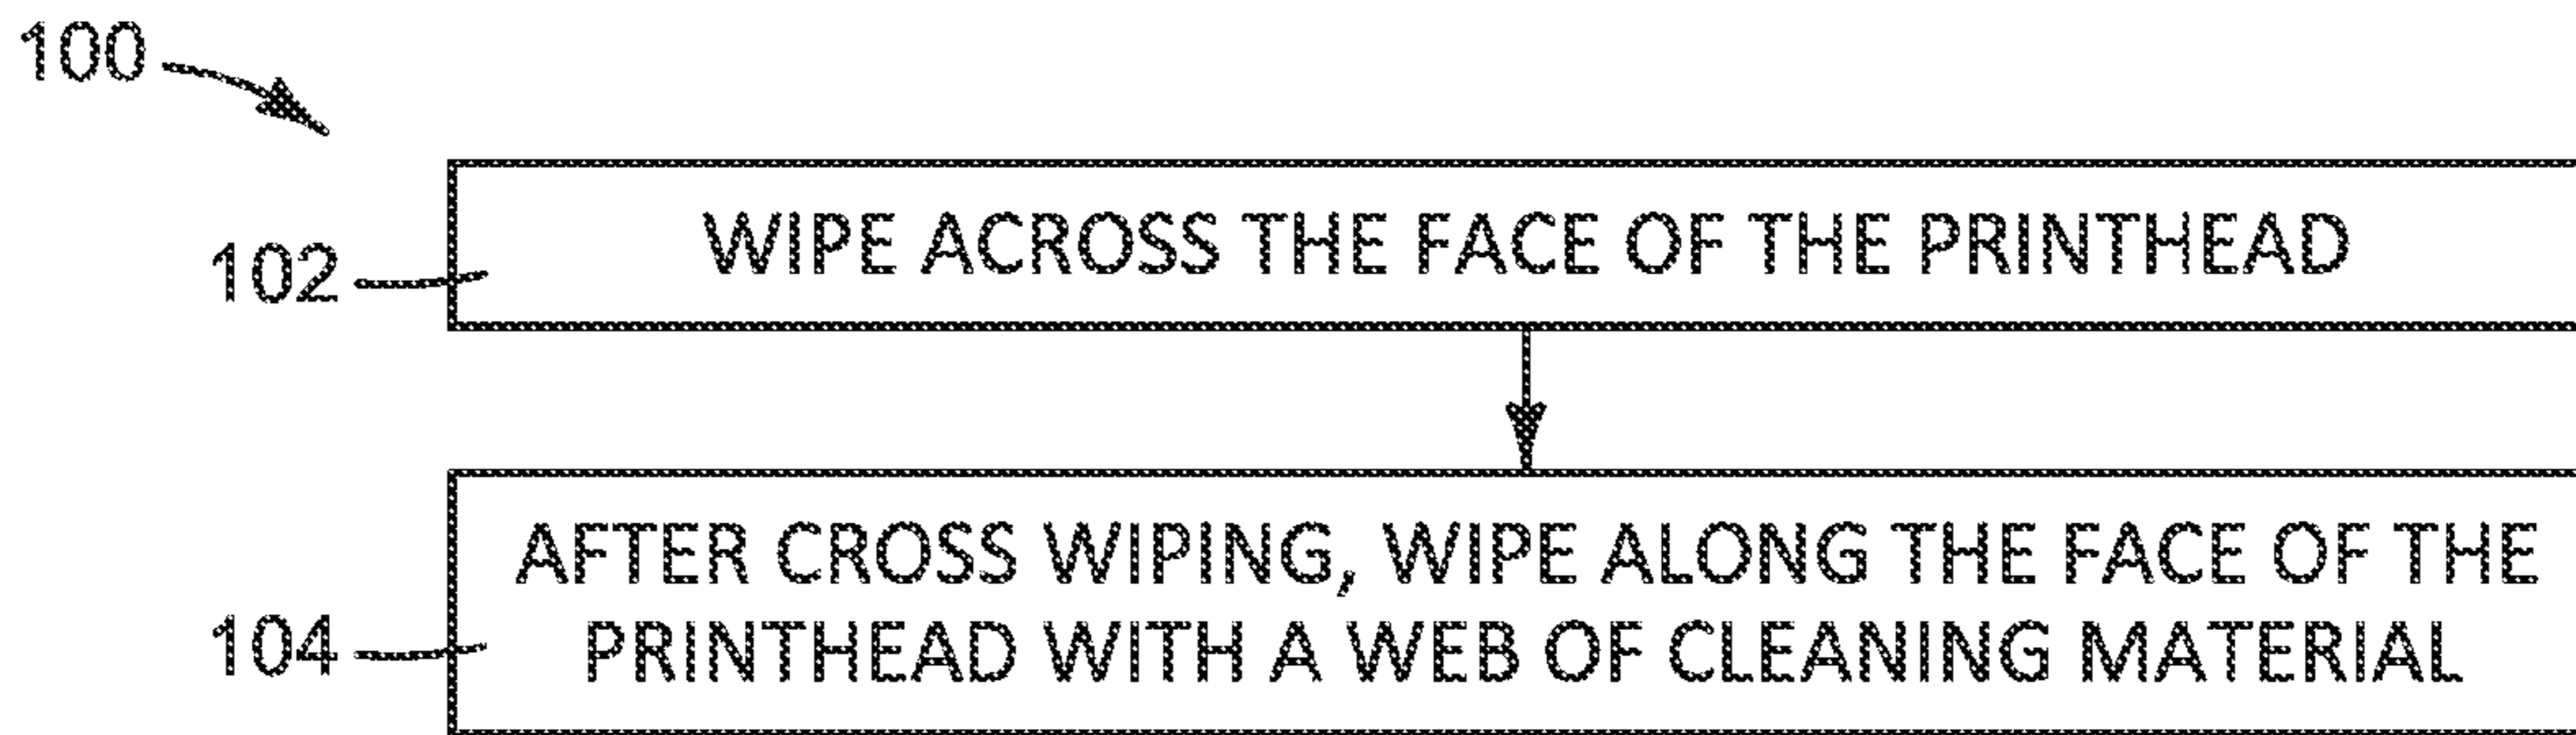 100
102
WIPE ACROSS THE FACE OF THE PRINTHEAD
AFTER CROSS WIPING, WIPE ALONG THE FACE OF THE
104
PRINTHEAD WITH A WEB OF CLEANING MATERIAL